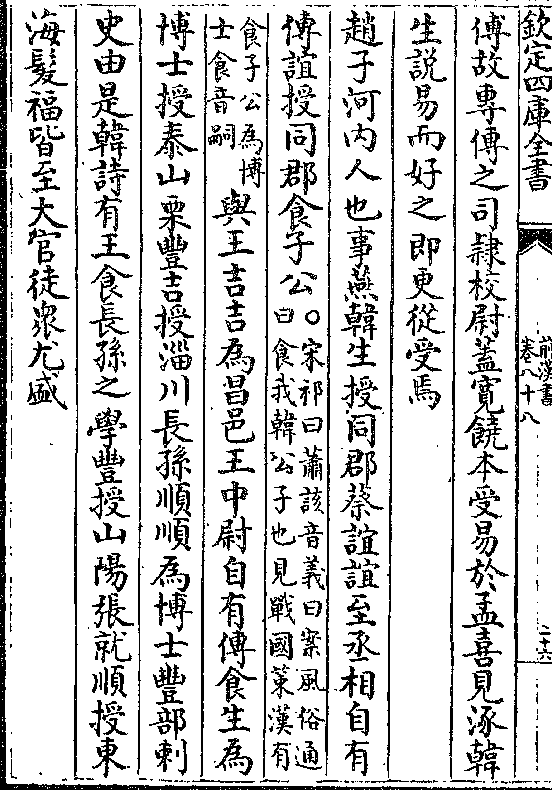 欽定四庫全書
前漢書
卷八十八
二十六
傅故專傳之司隸校尉蓋寛饒本受易於孟喜見涿韓
生説易而好之即更從受焉
趙子河内人也事燕韓生授同郡蔡誼誼至丞相自有
傳誼授同郡食子公○宋祁曰蕭該音義曰案風俗通
曰食我韓公子也見戰國策漢有
食子公為博
士食音嗣
與王吉吉為昌邑王中尉自有傳食生為
博士授泰山栗豐吉授淄川長孫順順為博士豐部刺
史由是韓詩有王食長孫之學豐授山陽張就順授東
海髮福皆至大官徒衆尤盛